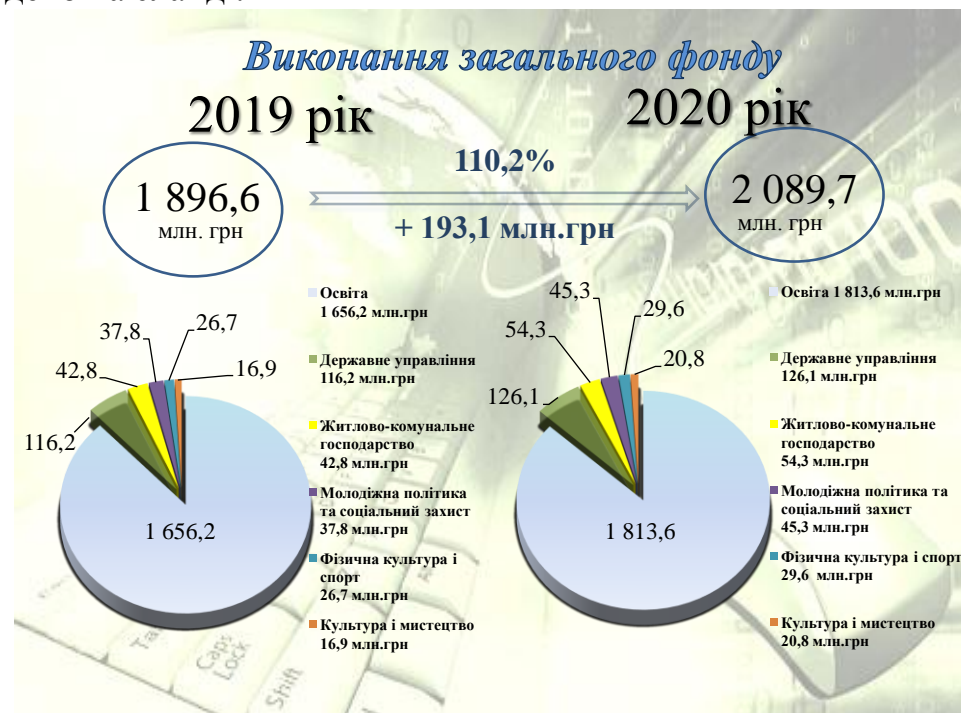 Виконання загального фонду
2019 рік
2020 рік
110,2%
1 896,6
млн. грн
2 089,7
млн. грн
+ 193,1 млн.грн
26,7
37,8
42,8
16,9
116,2
1 656,2
Освіта
1 656,2 млн.грн
Державне управління
116,2 млн.грн
Житлово-комунальне
господарство
42,8 млн.грн
Молодіжна політика
та соціальний захист
37,8 млн.грн
Фізична культура і
спорт
26,7 млн.грн
Культура і мистецтво
16,9 млн.грн
45,3
29,6
54,3
20,8
126,1
1 813,6
Освіта 1 813,6 млн.грн
Державне управління
126,1 млн.грн
Житлово-комунальне
господарство
54,3 млн.грн
Молодіжна політика та
соціальний захист
45,3 млн.грн
Фізична культура і спорт
29,6 млн.грн
Культура і мистецтво
20,8 млн.грн
Caps
Lock
Shift